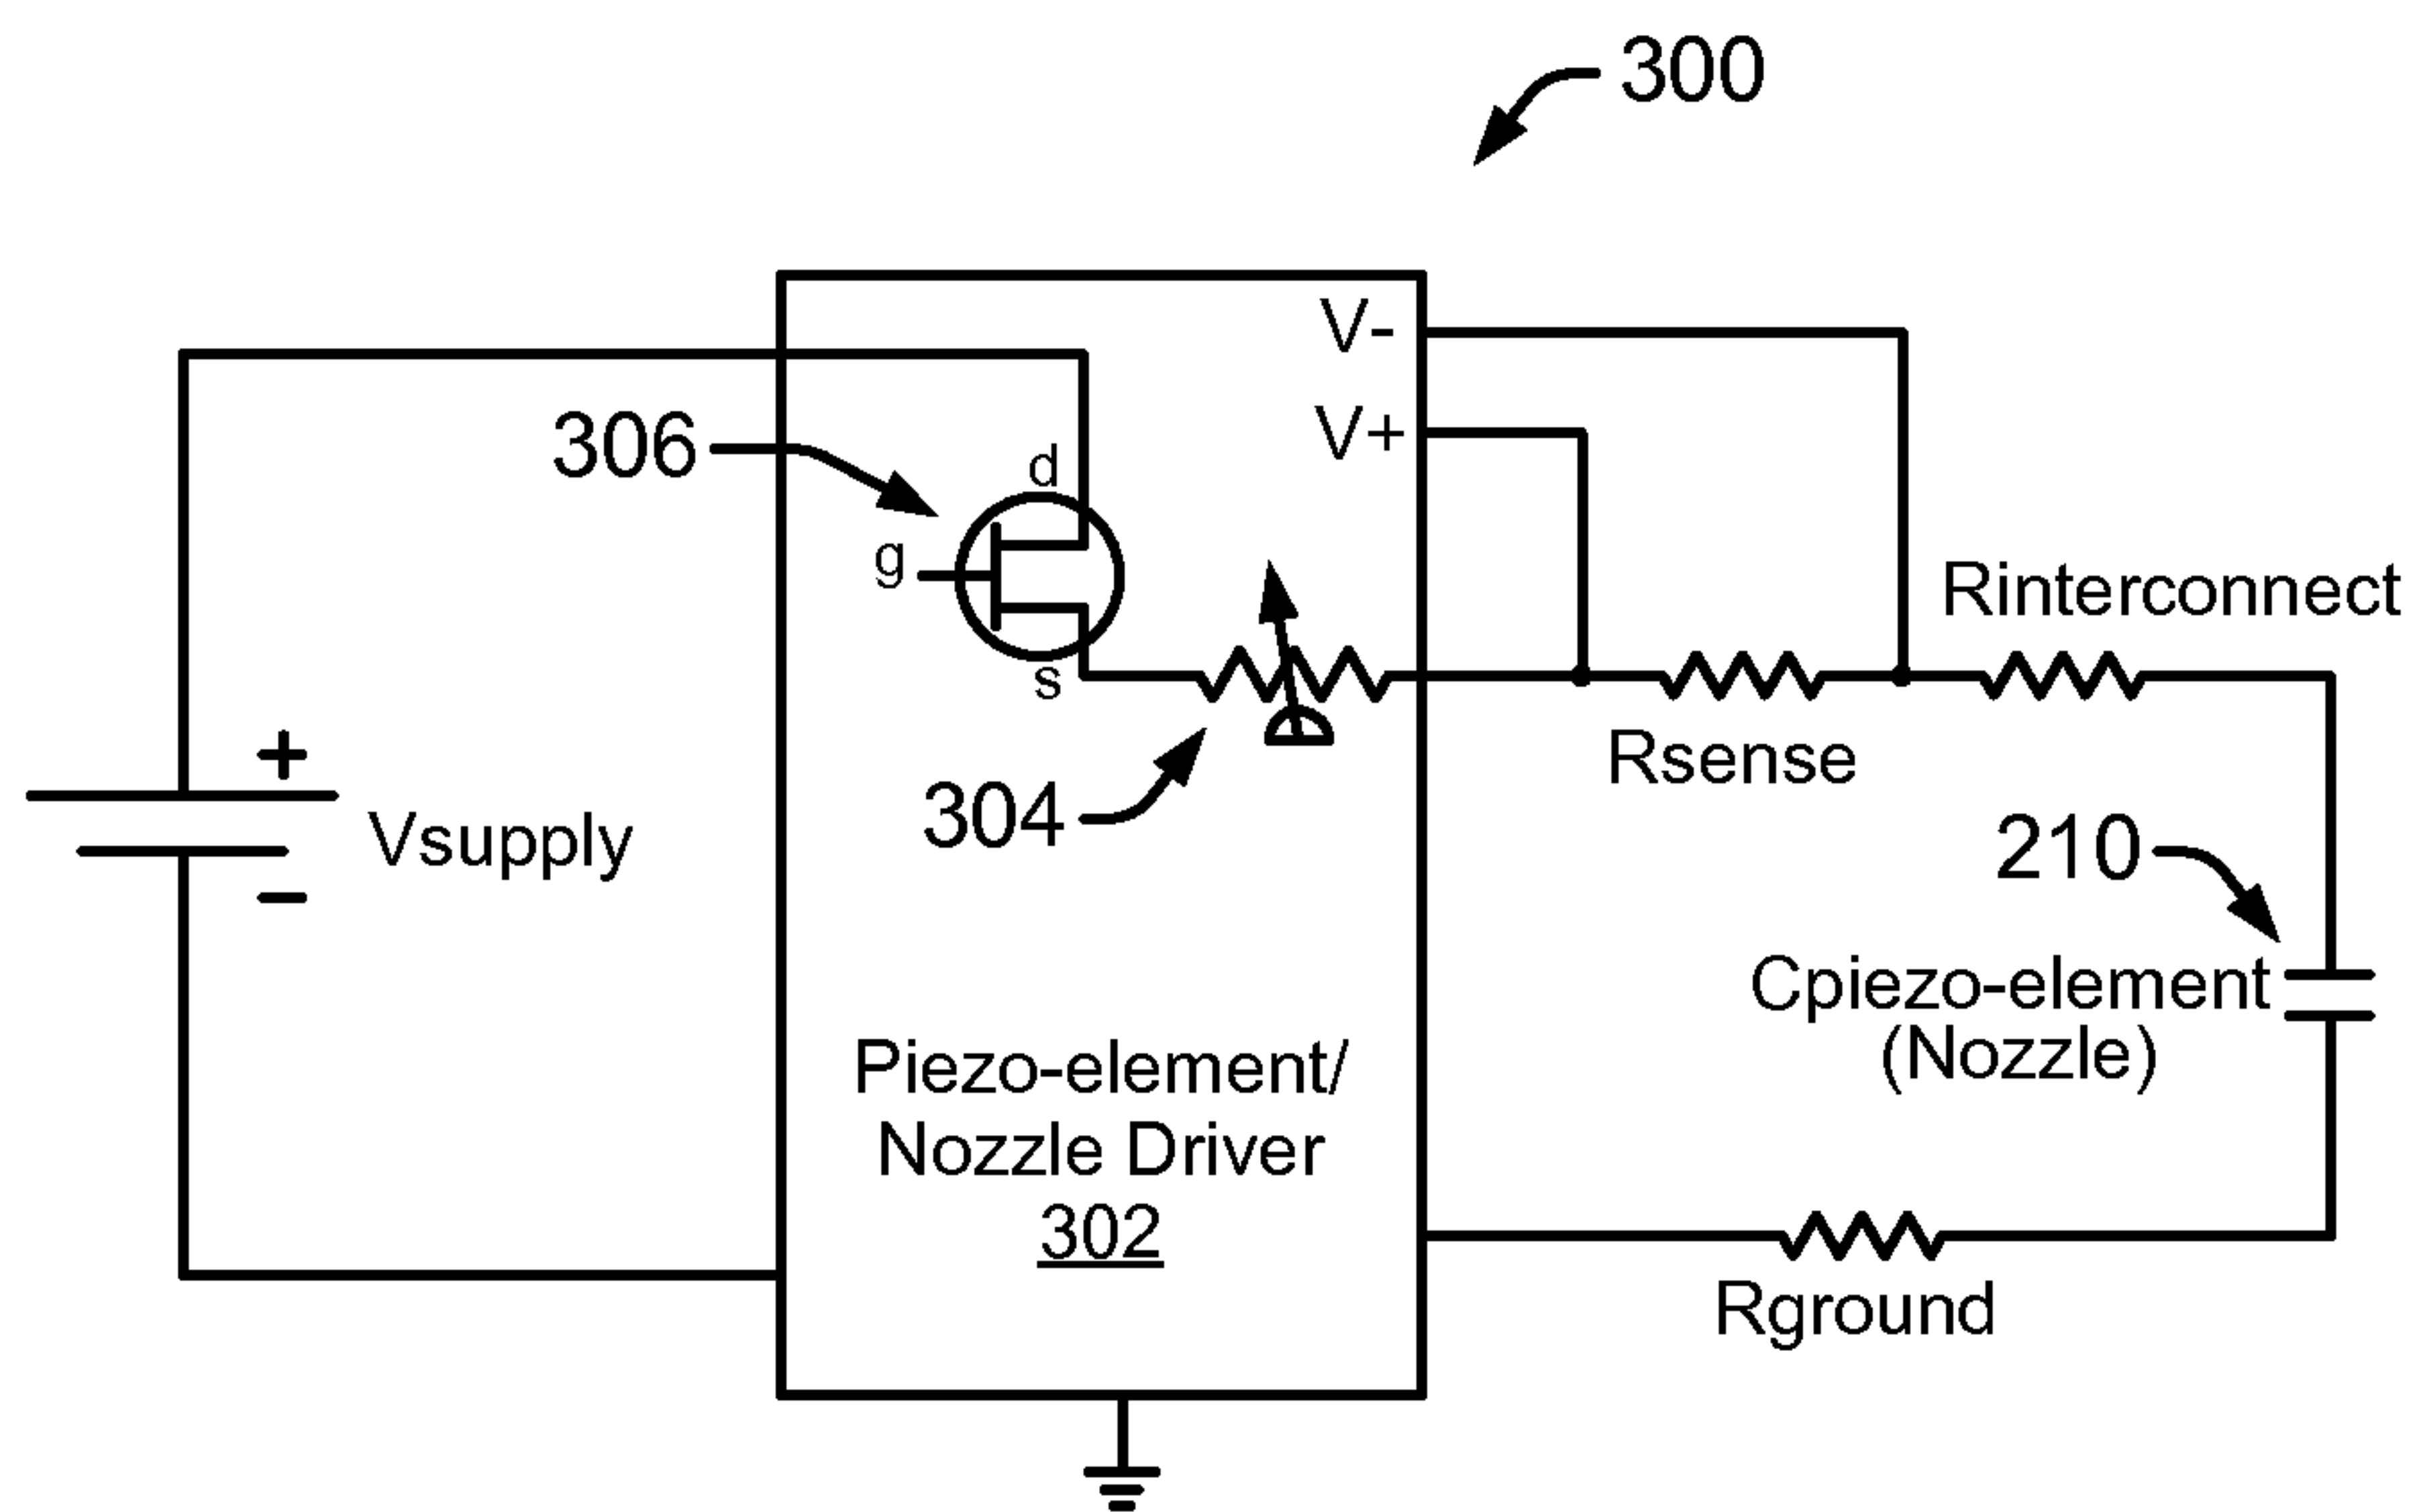 300
V-
V+
306
d
g
s
Rinterconnect
Rsense
304
+
Vsupply
−
210
Cpiezo-element
(Nozzle)
Piezo-element/
Nozzle Driver
302
Rground